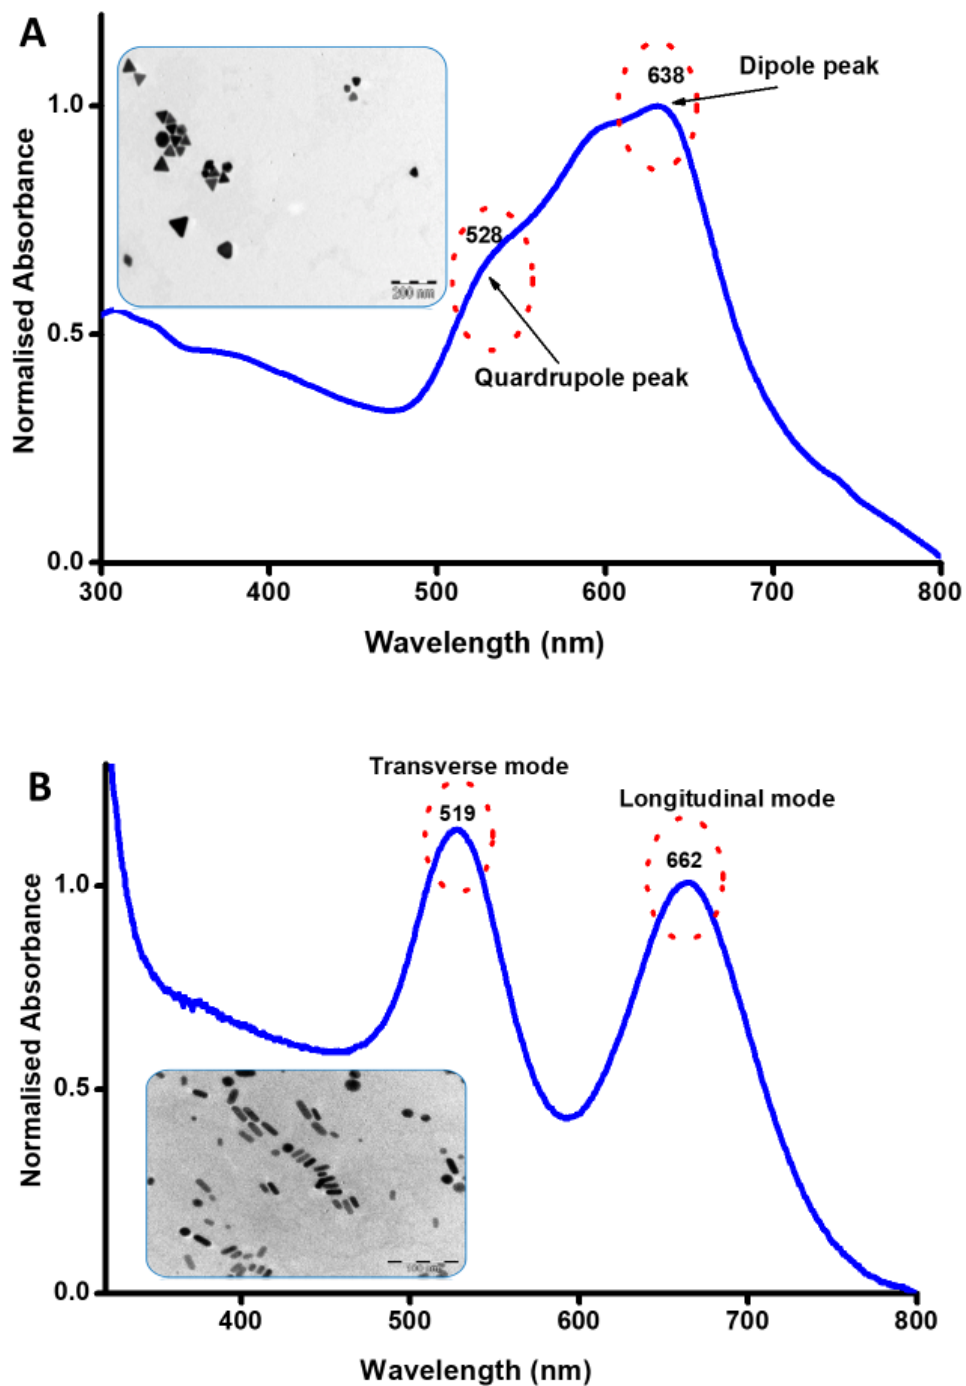 A
638
Dipole peak
1.0
528
200 nm
0.5
Quardrupole peak
0.0
300 400 500 600 700 800
Normalised Absorbance
Wavelength (nm)
B
Transverse mode
519
Longitudinal mode
662
1.0
0.5
0.0
400 500 600 700 800
Normalised Absorbance
Wavelength (nm)